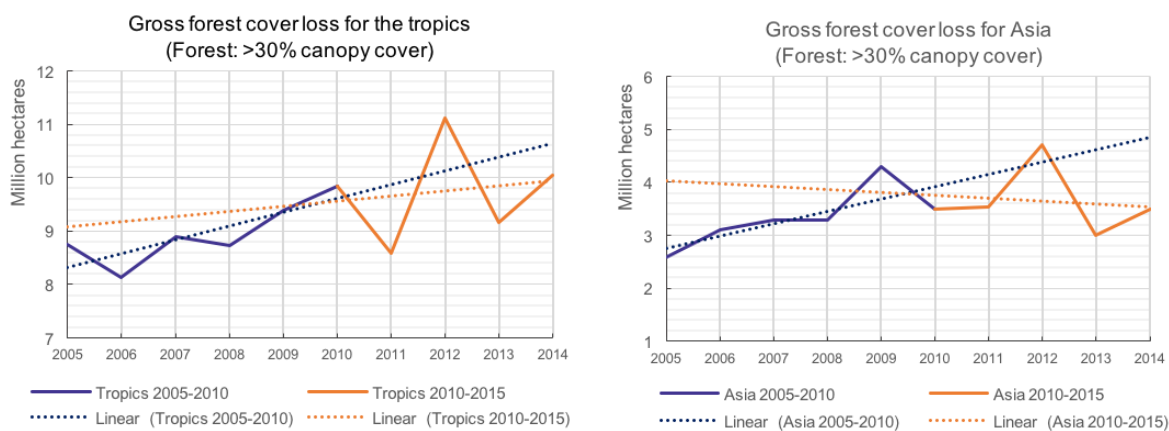 Gross forest cover loss for the tropics
(Forest: >30% canopy cover)
Million hectares
12
11
10
9
8
7
2005 2006 2007 2008 2009 2010 2011 2012 2013 2014
Tropics 2005-2010 Tropics 2010-2015
Linear (Tropics 2005-2010) Linear (Tropics 2010-2015)
Gross forest cover loss for Asia
(Forest: >30% canopy cover)
Million hectares
6
5
4
3
2
1
2005 2006 2007 2008 2009 2010 2011 2012 2013 2014
Asia 2005-2010 Asia 2010-2015
Linear (Asia 2005-2010) Linear (Asia 2010-2015)